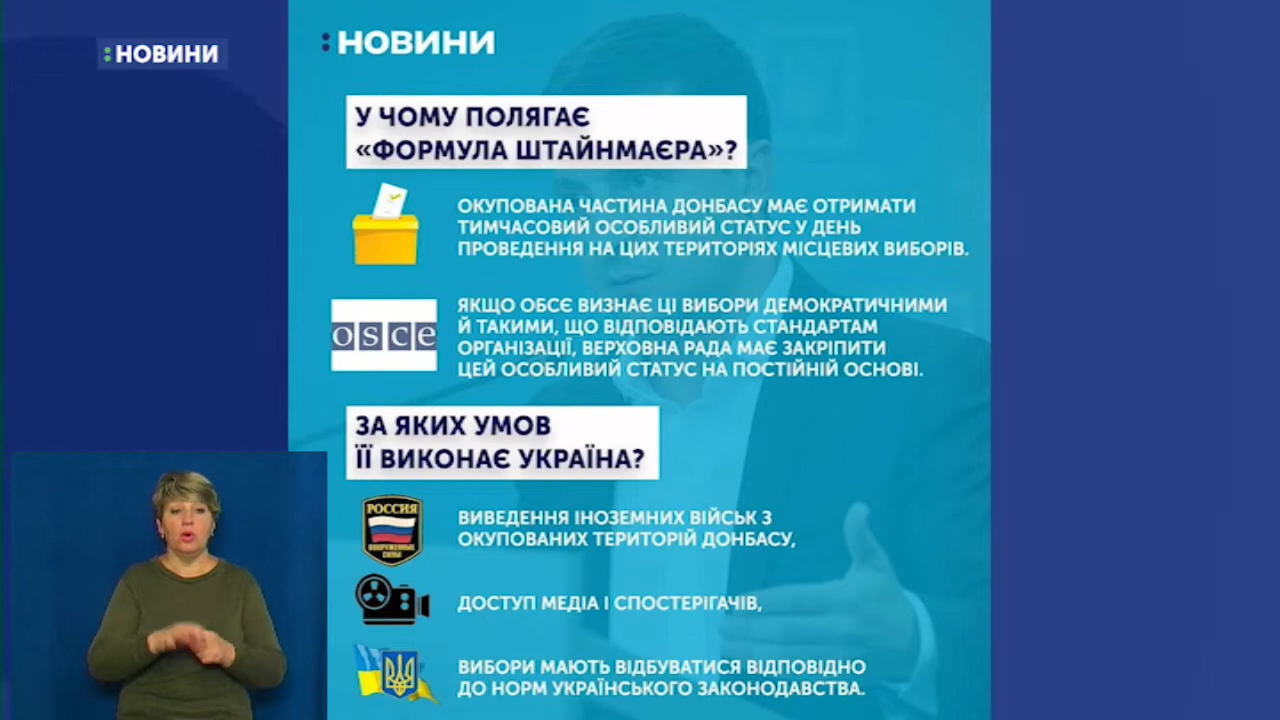 :НОВИНИ
:НОВИНИ
У ЧОМУ ПОЛЯГАЄ
«ФОРМУЛА ШТАЙНМАЄРА»?
ОКУПОВАНА ЧАСТИНА ДОНБАСУ МАЄ ОТРИМАТИ
ТИМЧАСОВИЙ ОСОБЛИВИЙ СТАТУС У ДЕНЬ
ПРОВЕДЕННЯ НА ЦИХ ТЕРИТОРІЯХ МІСЦЕВИХ ВИБОРІВ.
osce
ЯКЩО ОБСЄ ВИЗНАЄ ЦІ ВИБОРИ ДЕМОКРАТИЧНИМИ
Й ТАКИМИ, ЩО ВІДПОВІДАЮТЬ СТАНДАРТАМ
ОРГАНІЗАЦІЇ, ВЕРХОВНА РАДА МАЄ ЗАКРІПИТИ
ЦЕЙ ОСОБЛИВИЙ СТАТУС НА ПОСТІЙНІЙ ОСНОВІ.
ЗА ЯКИХ УМОВ
ЇЇ ВИКОНАЄ УКРАЇНА?
РОССИЯ
ВООРУЖЕННЫЕ
СИЛЫ
ВИВЕДЕННЯ ІНОЗЕМНИХ ВІЙСЬК З
ОКУПОВАНИХ ТЕРИТОРІЙ ДОНБАСУ,
ДОСТУП МЕДІА І СПОСТЕРІГАЧІВ,
ВИБОРИ МАЮТЬ ВІДБУВАТИСЯ ВІДПОВІДНО
ДО НОРМ УКРАЇНСЬКОГО ЗАКОНОДАВСТВА.